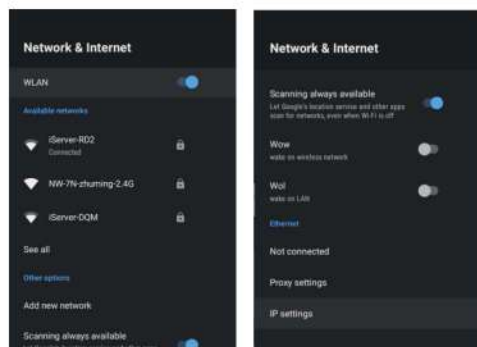 Network & Internet
WLAN
Available networks
iServer-RD2
Connected
NW-7N-zhuming-2.4G
iServer-DQM
See all
Other options
Add new network
Scanning always available
Network & Internet
Scanning always available
Let Google's location service and other apps
scan for networks, even when Wi-Fi is off
Wow
wake on wireless network
Wol
wake on LAN
Ethernet
Not connected
Proxy settings
IP settings